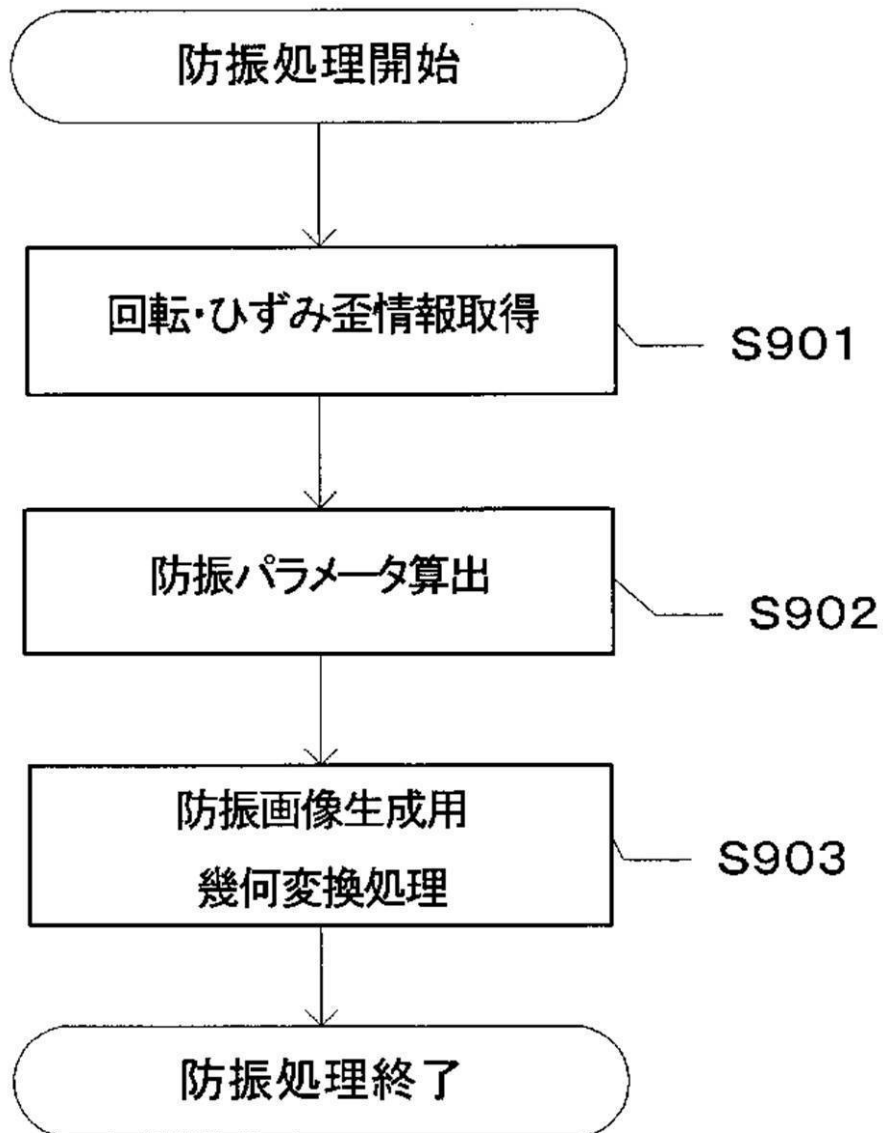 防振処理開始
回転・ひずみ歪情報取得
S901
防振パラメータ算出
S902
防振画像生成用
幾何変換処理
S903
防振処理終了